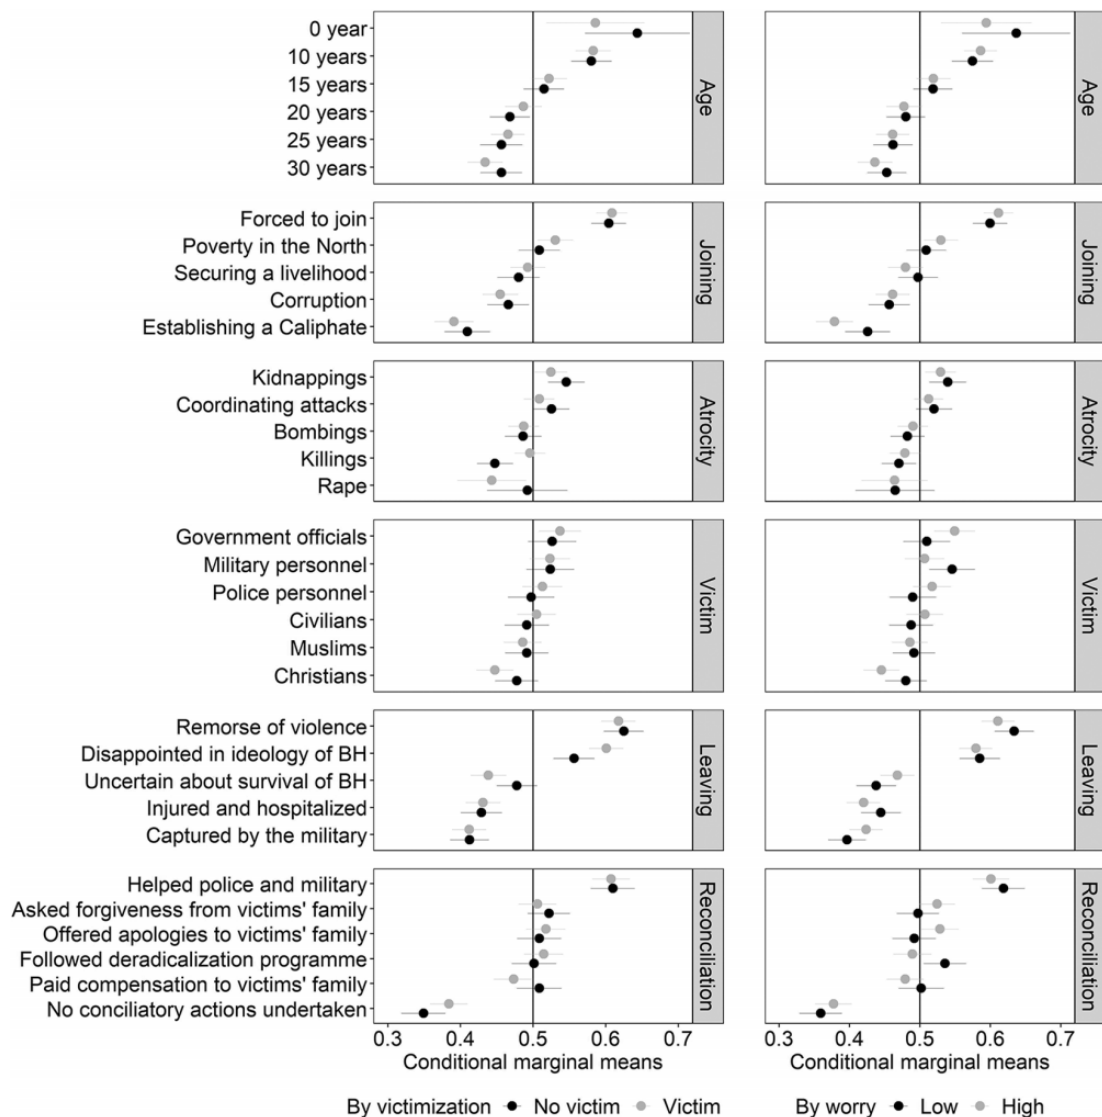 0 year
10 years
15 years
20 years
25 years
30 years
Age
Age
Forced to join
Poverty in the North
Securing a livelihood
Corruption
Establishing a Caliphate
Joining
Joining
Kidnappings
Coordinating attacks
Bombings
Killings
Rape
Atrocity
Atrocity
Government officials
Military personnel
Police personnel
Civilians
Muslims
Christians
Victim
Victim
Remorse of violence
Disappointed in ideology of BH
Uncertain about survival of BH
Injured and hospitalized
Captured by the military
Leaving
Leaving
Helped police and military
Asked forgiveness from victims' family
Offered apologies to victims' family
Followed deradicalization programme
Paid compensation to victims' family
No conciliatory actions undertaken
Reconciliation
Reconciliation
0.3 0.4 0.5 0.6 0.7 0.3 0.4 0.5 0.6 0.7
Conditional marginal means Conditional marginal means
By victimization No victim Victim By worry Low High